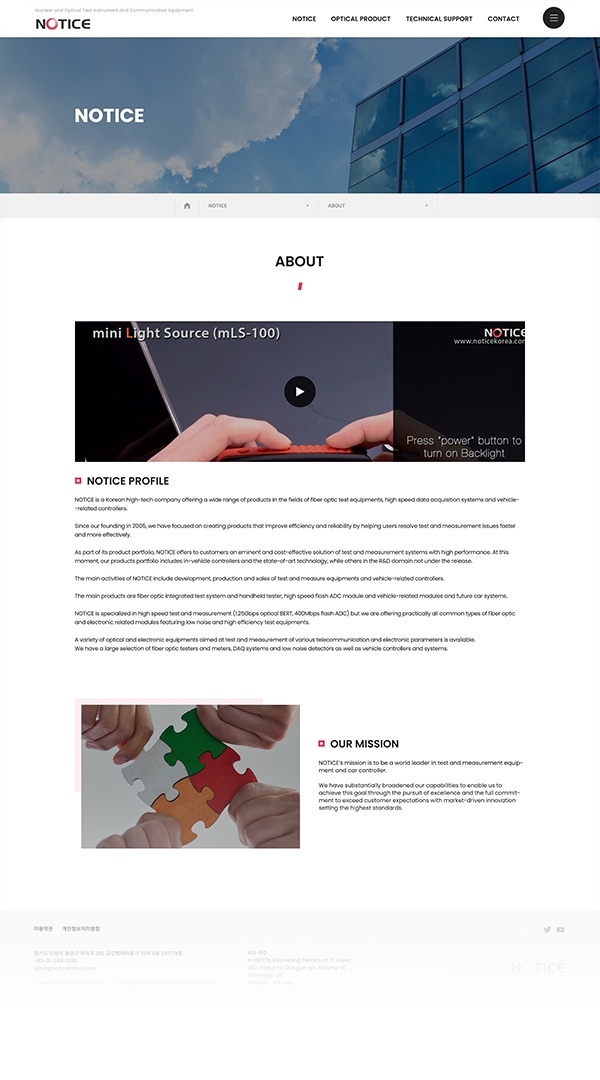 Nuclear and Optical Test Instrument and Communication Equipment
NOTICE
NOTICE OPTICAL PRODUCT TECHNICAL SUPPORT CONTACT
NOTICE
NOTICE ABOUT
ABOUT
mini Light Source (mLS-100)
NOTICE
www.noticekorea.com
Press "power" button to
turn on Backlight
NOTICE PROFILE
NOTICE is a Korean high-tech company offering a wide range of products in the fields of fiber optic test equipments, high speed data acquisition systems and vehicle-
-related controllers.
Since our founding in 2005, we have focused on creating products that improve efficiency and reliability by helping users resolve test and measurement issues faster
and more effectively.
As part of its product portfolio, NOTICE offers to customers an eminent and cost-effective solution of test and measurement systems with high performance. At this
moment, our products portfolio includes in-vehicle controllers and the state-of-art technology, while others in the R&D domain not under the release.
The main activities of NOTICE include development, production and sales of test and measure equipments and vehicle-related controllers.
The main products are fiber optic integrated test system and handheld tester, high speed flash ADC module and vehicle-related modules and future car systems.
NOTICE is specialized in high speed test and measurement (1.25Gbps optical BERT, 400Mbps flash ADC) but we are offering practically all common types of fiber optic
and electronic related modules featuring low noise and high efficiency test equipments.
A variety of optical and electronic equipments aimed at test and measurement of various telecommunication and electronic parameters is available.
We have a large selection of fiber optic testers and meters, DAQ systems and low noise detectors as well as vehicle controllers and systems.
OUR MISSION
NOTICE's mission is to be a world leader in test and measurement equip-
ment and car controller.
We have substantially broadened our capabilities to enable us to
achieve this goal through the pursuit of excellence and the full commit-
ment to exceed customer expectations with market-driven innovation
setting the highest standards.
이용약관 개인정보처리방침
NOTICE